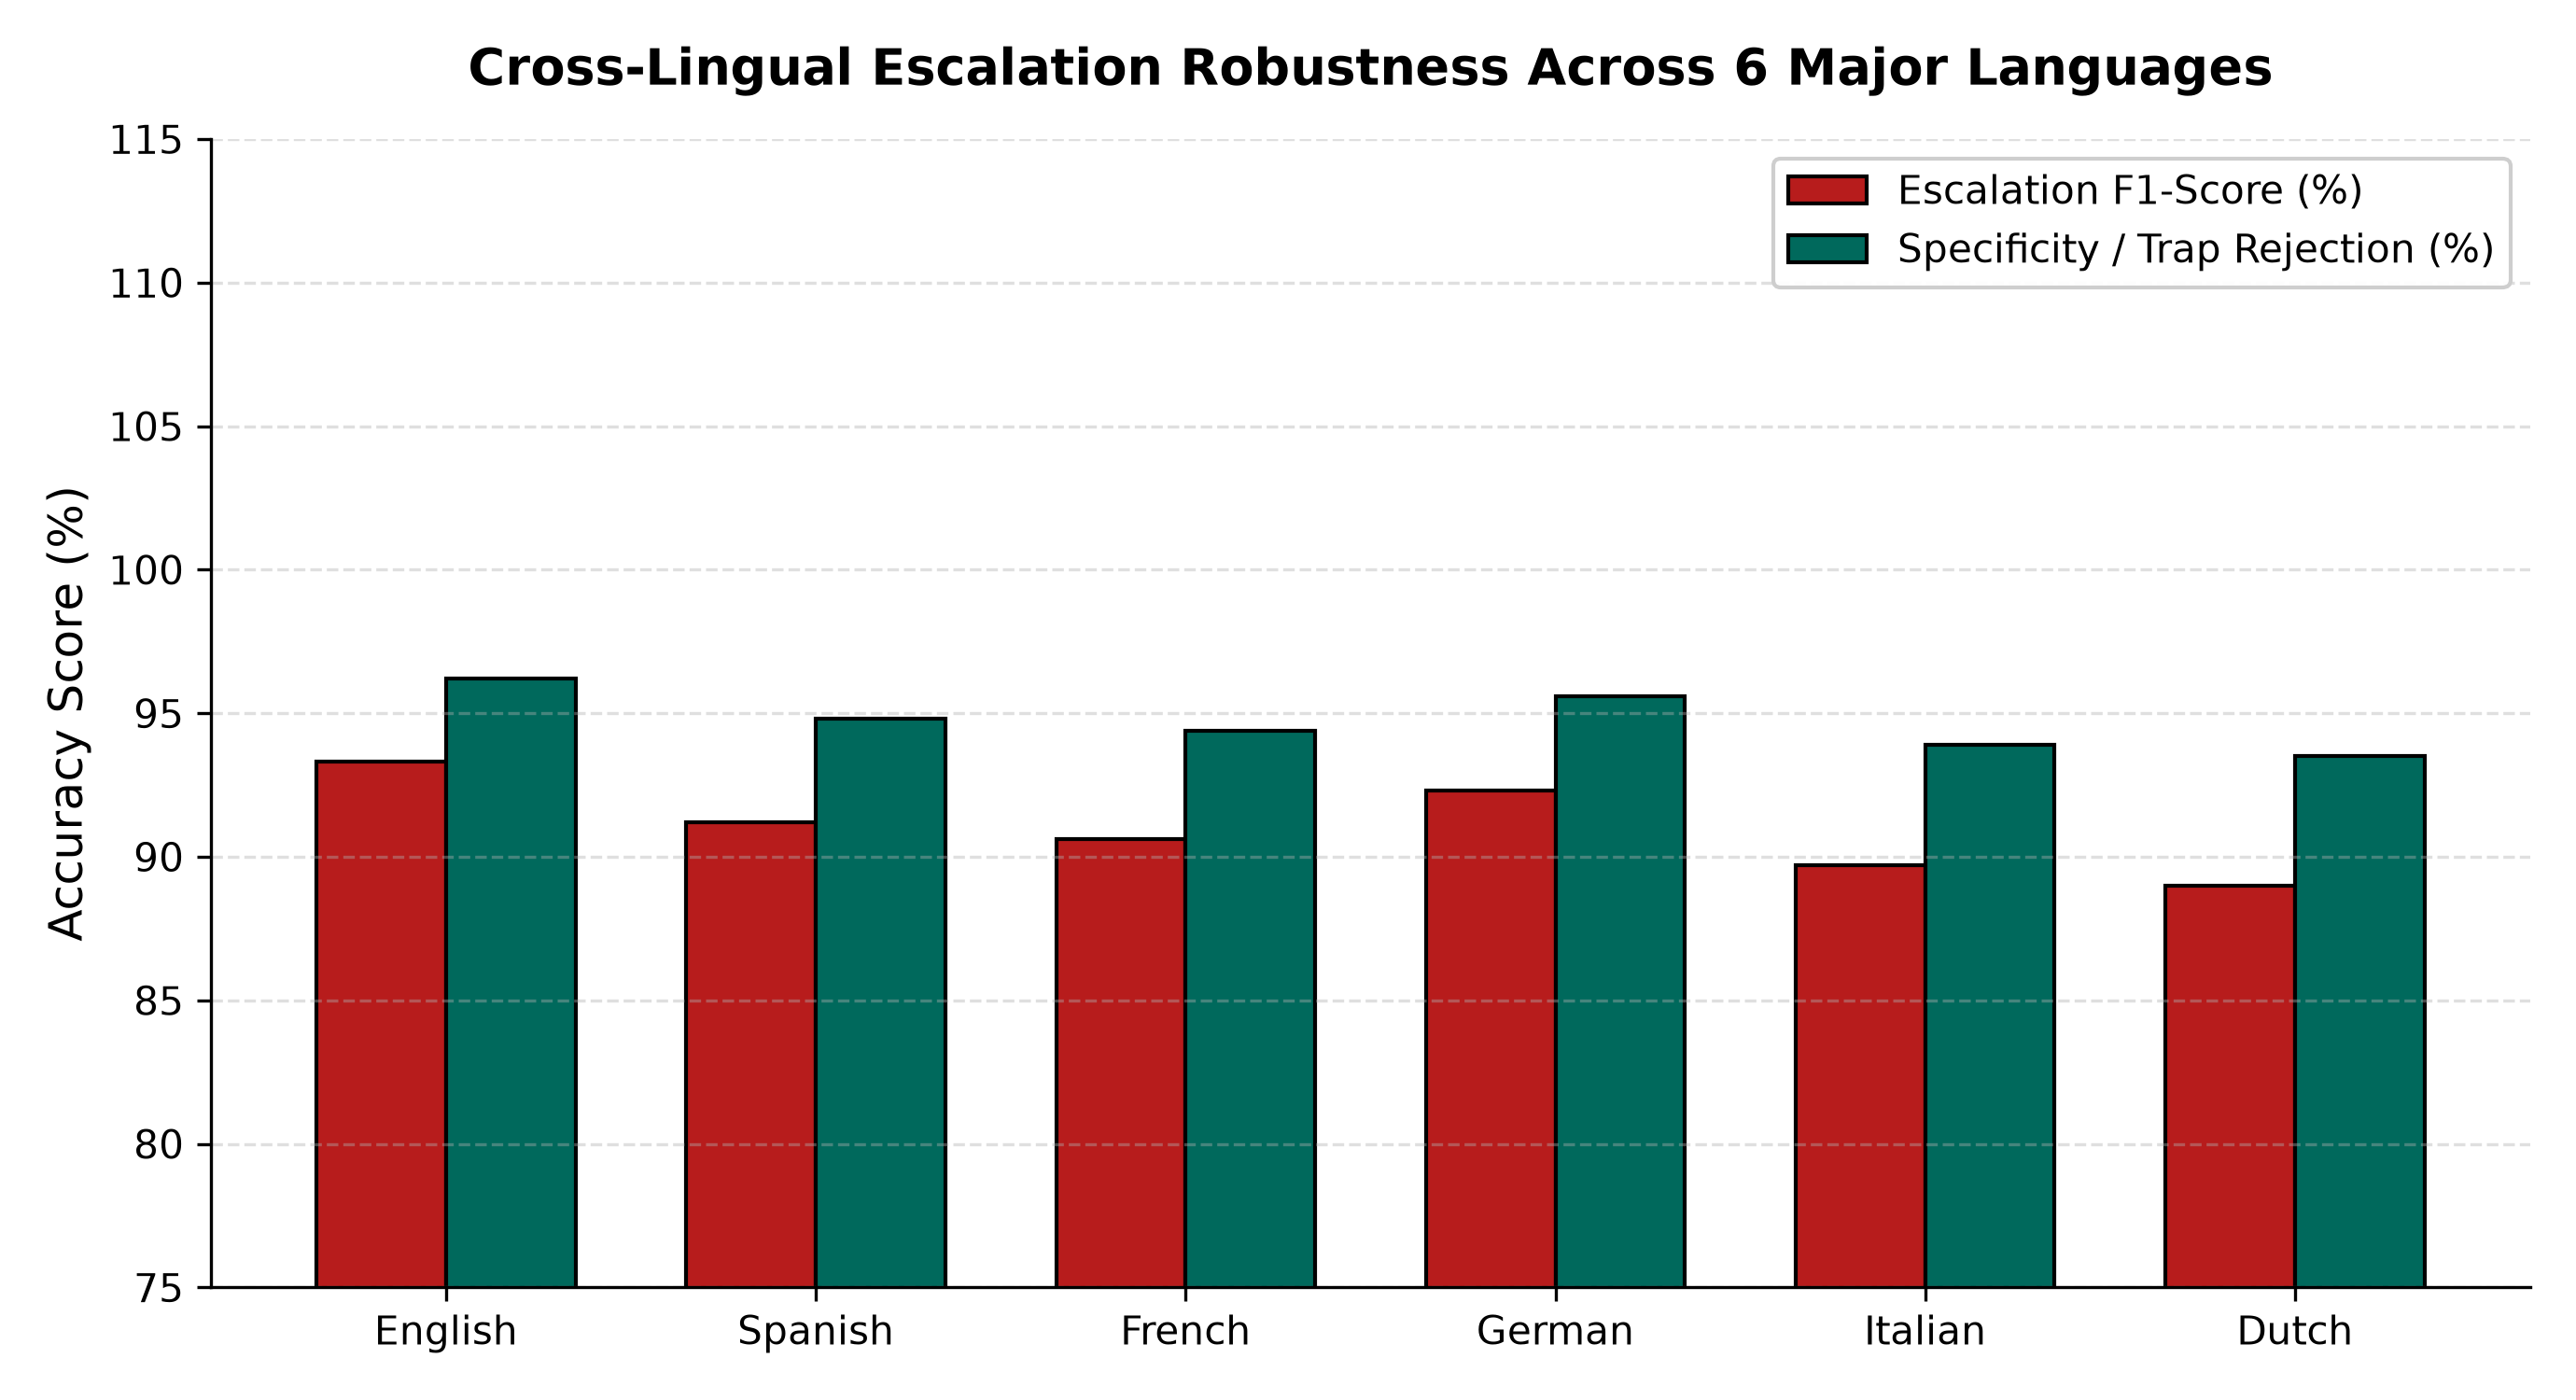 Cross-Lingual Escalation Robustness Across 6 Major Languages
Escalation F1-Score (%)
Specificity / Trap Rejection (%)
Accuracy Score (%)
115
110
105
100
95
90
85
80
75
English Spanish French German Italian Dutch